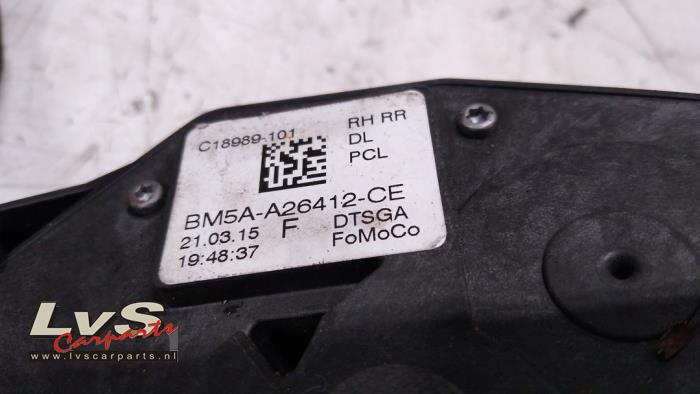 C18989-101 RH RR
DL
PCL
BM5A-A26412-CE
21.03.15 F DTSGA
19:48:37 FoMoCo
LvS
Carparts
www.lvscarparts.nl